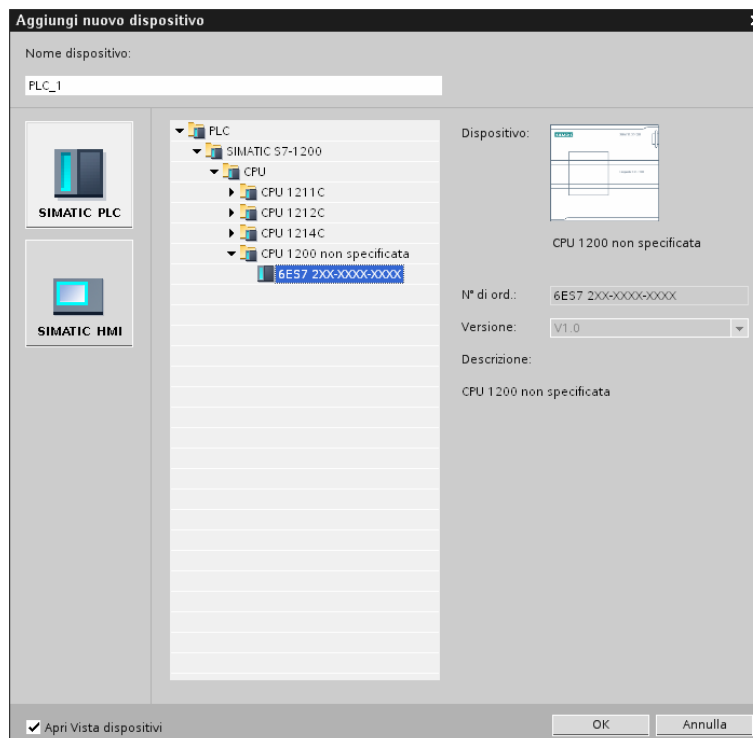 Aggiungi nuovo dispositivo
Nome dispositivo:
PLC_1
SIMATIC PLC
SIMATIC HMI
PLC
SIMATIC S7-1200
CPU
CPU 1211C
CPU 1212C
CPU 1214C
CPU 1200 non specificata
6ES7 2XX-XXXX-XXXX
Dispositivo:
SIEMENS
CPU 1200 non specificata
N° di ord.: 6ES7 2XX-XXXX-XXXX
Versione: V1.0
Descrizione:
CPU 1200 non specificata
Apri Vista dispositivi
OK Annulla